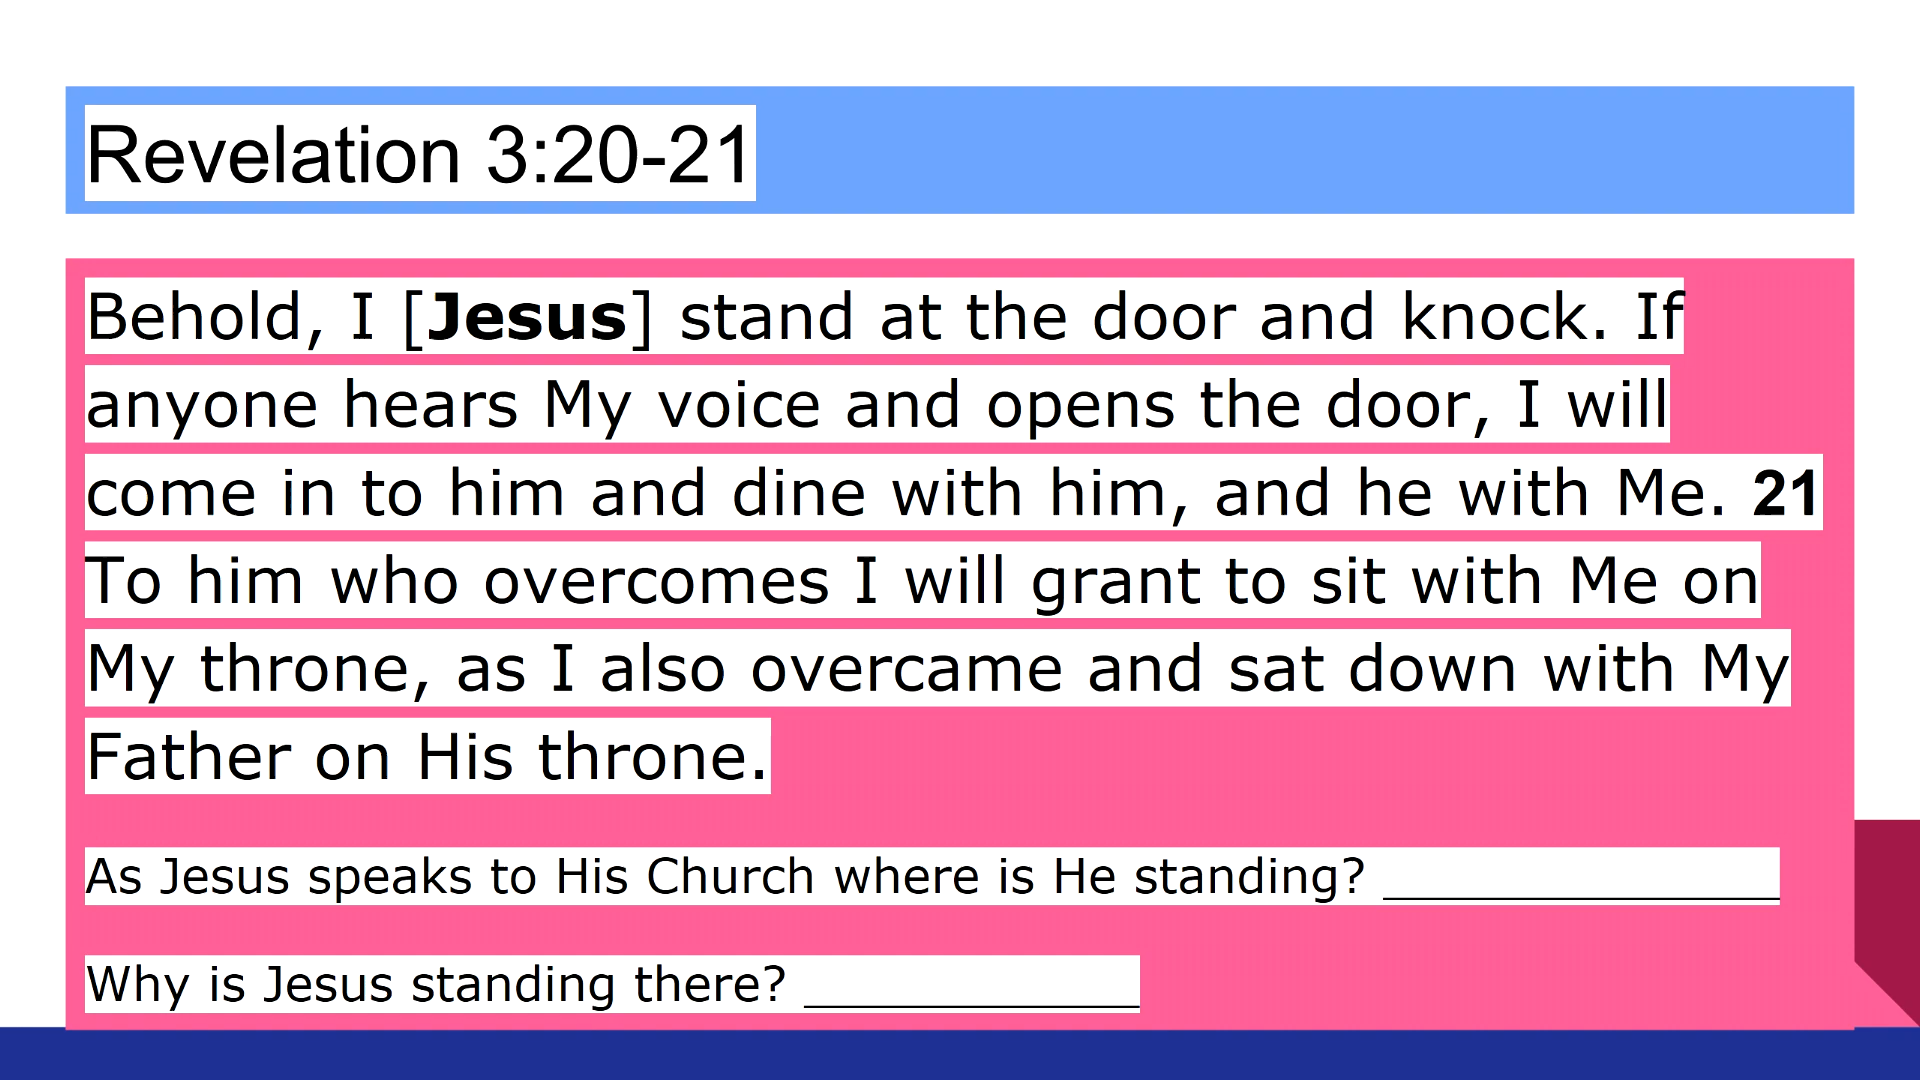 Revelation 3:20-21
Behold, I [Jesus] stand at the door and knock. If
anyone hears My voice and opens the door, I will
come in to him and dine with him, and he with Me. 21
To him who overcomes I will grant to sit with Me on
My throne, as I also overcame and sat down with My
Father on His throne.
As Jesus speaks to His Church where is He standing? _______________
Why is Jesus standing there? _____________